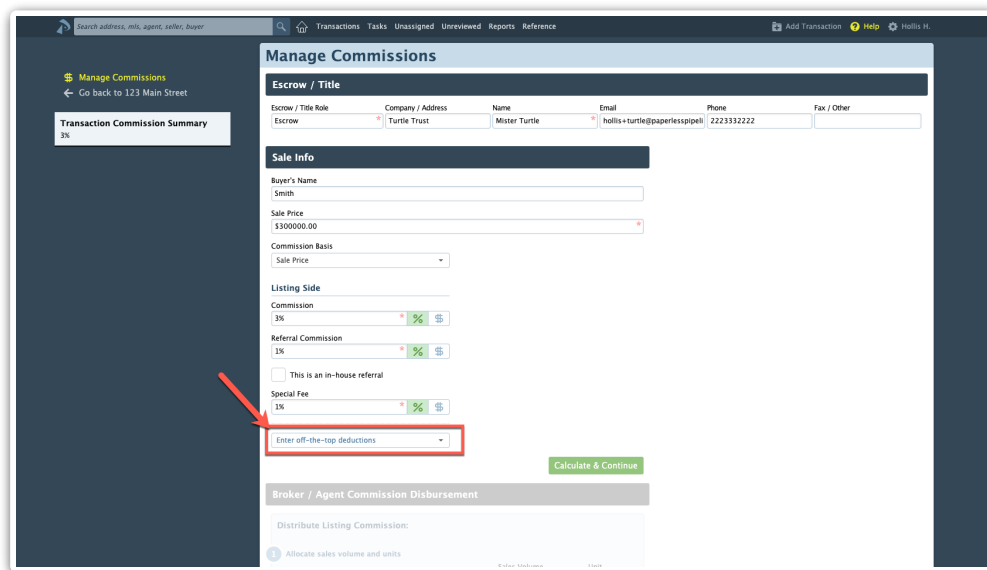 Search address, mls, agent, seller, buyer
Transactions Tasks Unassigned Unreviewed Reports Reference
Add Transaction Help Hollis H.
Manage Commissions
Go back to 123 Main Street
Transaction Commission Summary
3%
Manage Commissions
Escrow / Title
Escrow / Title Role Company / Address Name Email Phone Fax / Other
Escrow * Turtle Trust Mister Turtle * hollis+turtle@paperlesspipeli 2223332222
Sale Info
Buyer's Name
Smith
Sale Price
$300000.00 *
Commission Basis
Sale Price
Listing Side
Commission
3% * % $
Referral Commission
1% * % $
This is an in-house referral
Special Fee
1% * % $
Enter off-the-top deductions
Calculate & Continue
Broker / Agent Commission Disbursement
Distribute Listing Commission:
1 Allocate sales volume and units
Sales Volume Unit